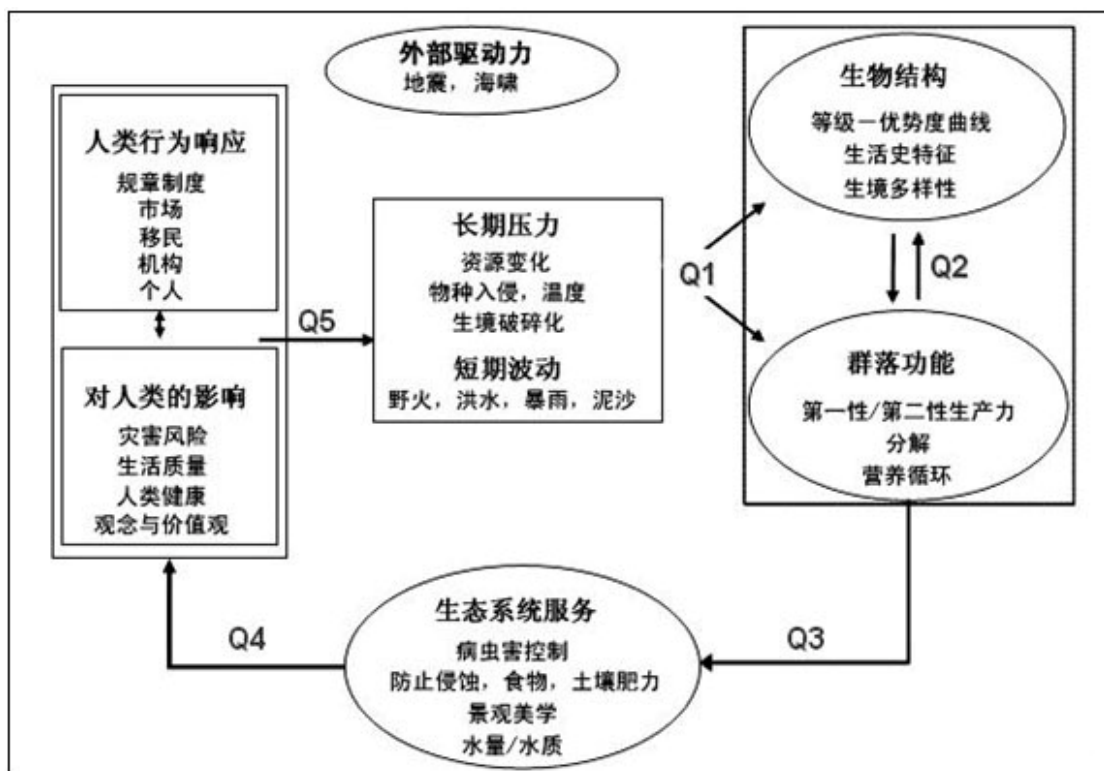 外部驱动力
地震，海啸
人类行为响应
规章制度
市场
移民
机构
个人
对人类的影响
灾害风险
生活质量
人类健康
观念与价值观
Q5
长期压力
资源变化
物种入侵，温度
生境破碎化
短期波动
野火，洪水，暴雨，泥沙
Q1
生物结构
等级－优势度曲线
生活史特征
生境多样性
Q2
群落功能
第一性/第二性生产力
分解
营养循环
Q3
生态系统服务
病虫害控制
防止侵蚀，食物，土壤肥力
景观美学
水量/水质
Q4